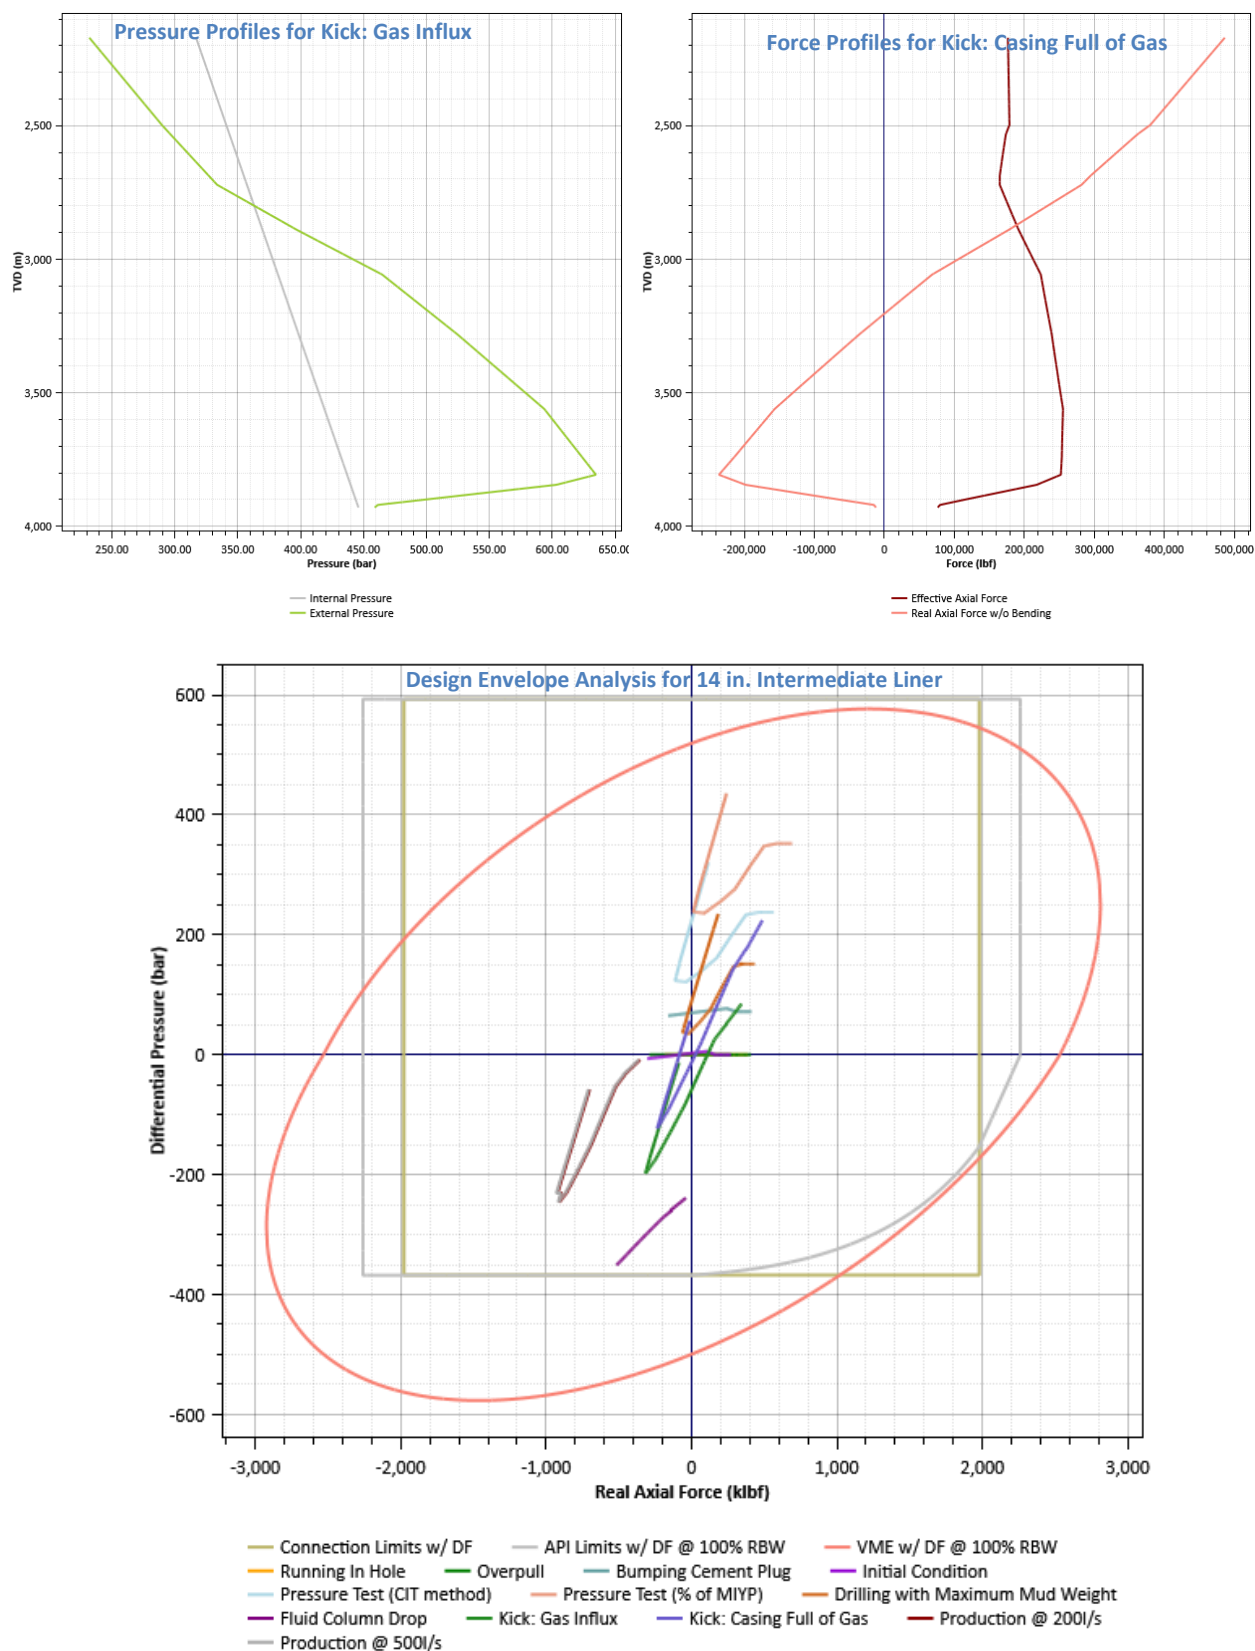 Pressure Profiles for Kick: Gas Influx
TVD (m)
2,500
3,000
3,500
4,000
250.00 300.00 350.00 400.00 450.00 500.00 550.00 600.00 650.00
Pressure (bar)
Internal Pressure
External Pressure
Force Profiles for Kick: Casing Full of Gas
TVD (m)
2,500
3,000
3,500
4,000
-200,000 -100,000 0 100,000 200,000 300,000 400,000 500,000
Force (lbf)
Effective Axial Force
Real Axial Force w/o Bending
Design Envelope Analysis for 14 in. Intermediate Liner
Differential Pressure (bar)
600
400
200
0
-200
-400
-600
-3,000 -2,000 -1,000 0 1,000 2,000 3,000
Real Axial Force (klbf)
Connection Limits w/ DF API Limits w/ DF @ 100% RBW VME w/ DF @ 100% RBW
Running In Hole Overpull Bumping Cement Plug Initial Condition
Pressure Test (CIT method) Pressure Test (% of MIYP) Drilling with Maximum Mud Weight
Fluid Column Drop Kick: Gas Influx Kick: Casing Full of Gas Production @ 200l/s
Production @ 500l/s